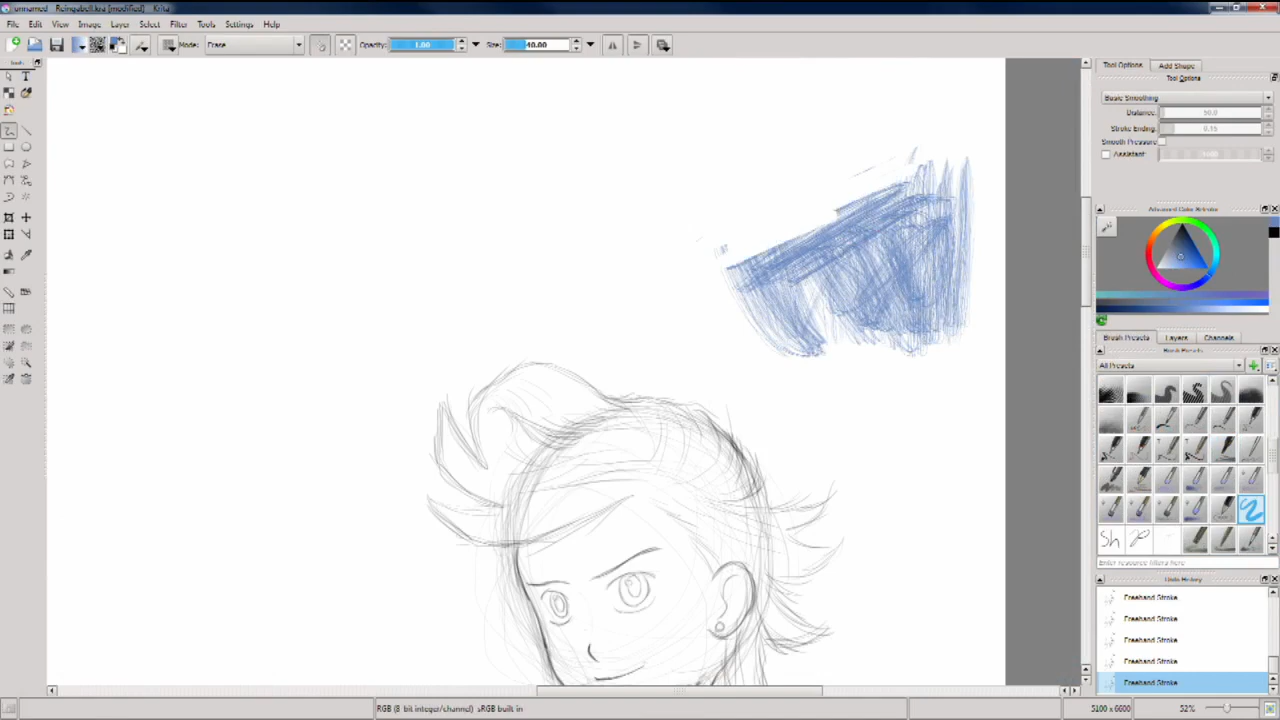 unnamed Reingabell.kra [modified] Krita
File Edit View Image Layer Select Filter Tools Settings Help
Mode: Erase Opacity: 1.00 Size: 40.00
Tools
T
Tool Options Add Shape
Tool Options
Basic Smoothing
Distance: 50.0
Stroke Ending: 0.15
Smooth Pressure
Assistant:
Advanced Color Selector
Brush Presets Layers Channels
Brush Presets
All Presets
Sh
Enter resource filters here
Undo History
Freehand Stroke
Freehand Stroke
Freehand Stroke
Freehand Stroke
Freehand Stroke
RGB (8 bit integer/channel) sRGB built in
5100 x 6600
52%